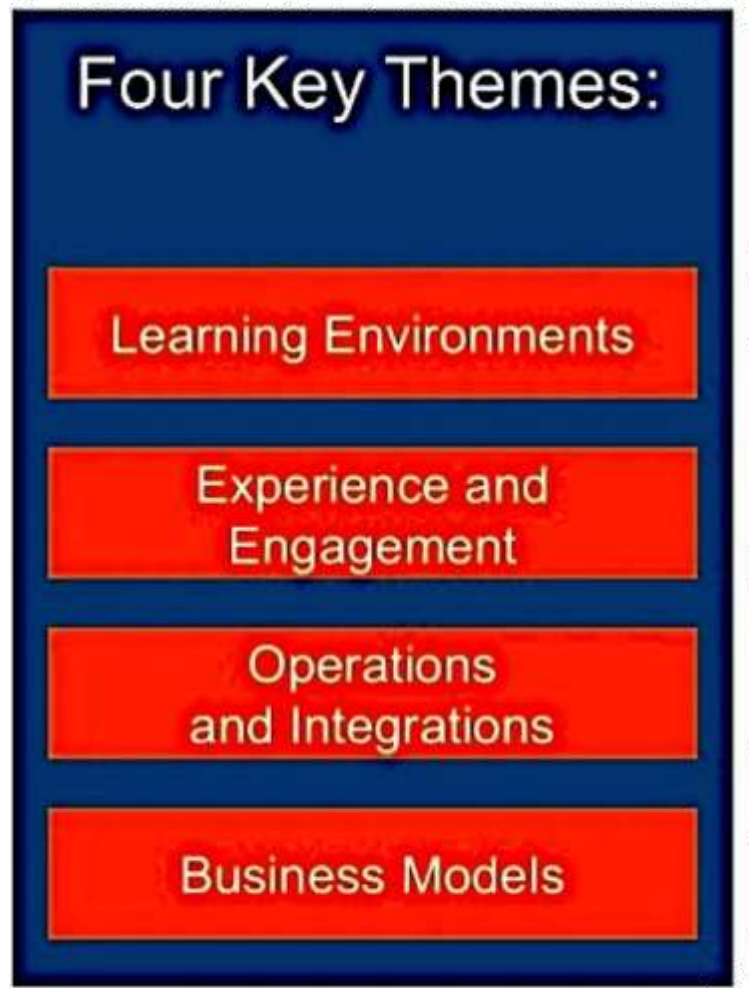 Four Key Themes:
Learning Environments
Experience and
Engagement
Operations
and Integrations
Business Models